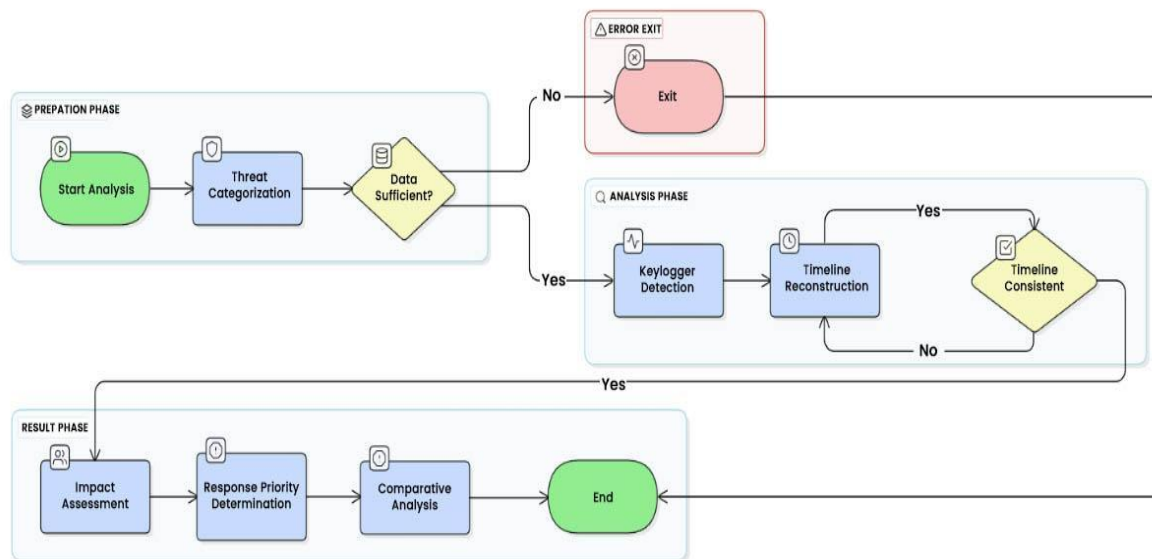 ERROR EXIT
Exit
No
PREPATION PHASE
Start Analysis
Threat
Categorization
Data
Sufficient?
Yes
ANALYSIS PHASE
Keylogger
Detection
Timeline
Reconstruction
Yes
Timeline
Consistent
No
Yes
RESULT PHASE
Impact
Assessment
Response Priority
Determination
Comparative
Analysis
End